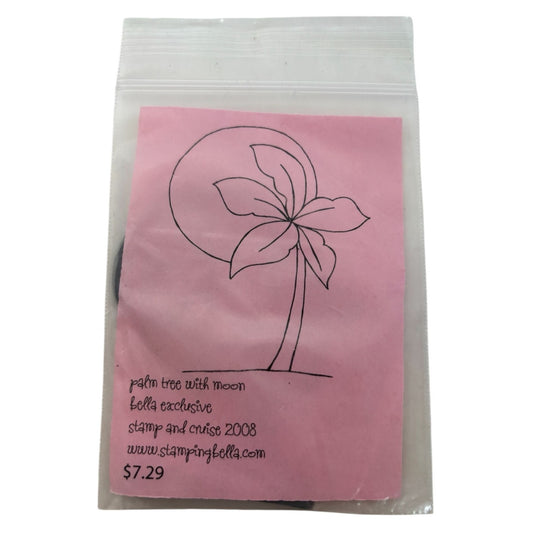 palm tree with moon
bella exclusive
stamp and cruise 2008
www.stampingbella.com
$7.29